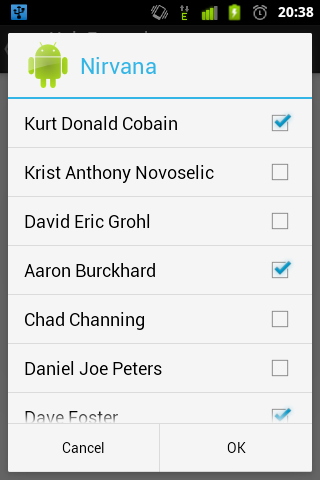 20:38
Nirvana
Kurt Donald Cobain
Krist Anthony Novoselic
David Eric Grohl
Aaron Burckhard
Chad Channing
Daniel Joe Peters
Dave Foster
Cancel
OK